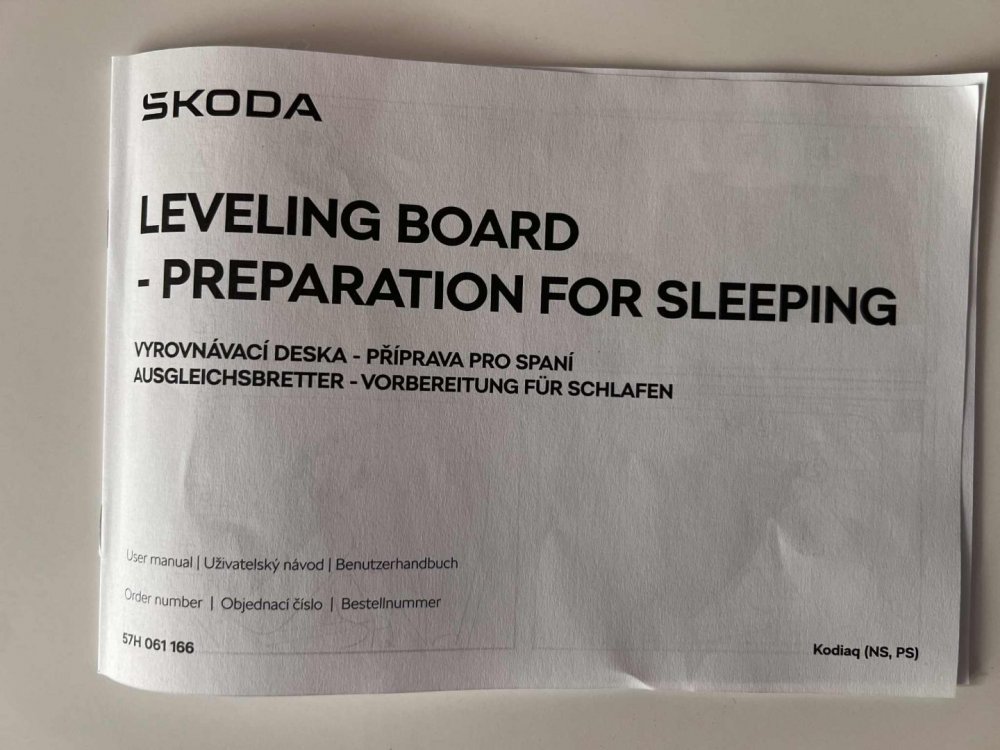 ŠKODA
LEVELING BOARD
- PREPARATION FOR SLEEPING
VYROVNÁVACÍ DESKA - PŘÍPRAVA PRO SPANÍ
AUSGLEICHSBRETTER - VORBEREITUNG FÜR SCHLAFEN
User manual | Uživatelský návod | Benutzerhandbuch
Order number | Objednací číslo | Bestellnummer
57H 061 166
Kodiaq (NS, PS)